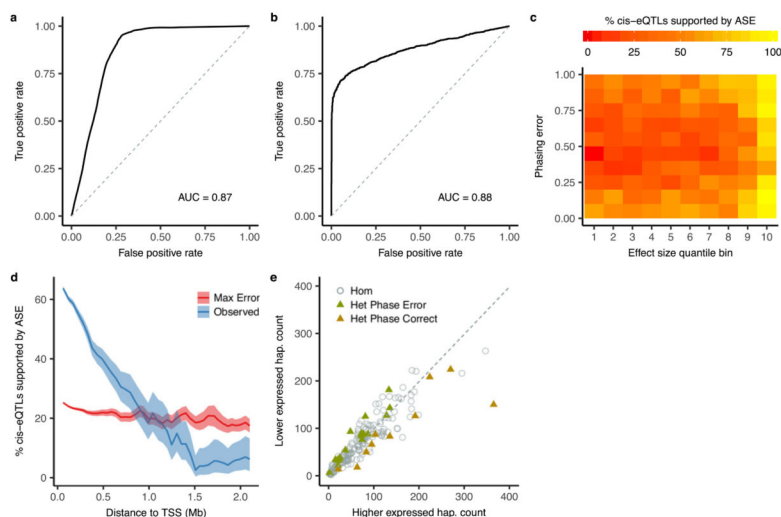 a
1.00
0.75
0.50
0.25
0.00
True positive rate
AUC = 0.87
0.00 0.25 0.50 0.75 1.00
False positive rate
b
1.00
0.75
0.50
0.25
0.00
True positive rate
AUC = 0.88
0.00 0.25 0.50 0.75 1.00
False positive rate
c
% cis−eQTLs supported by ASE
0 25 50 75 100
1.00
0.75
0.50
0.25
0.00
Phasing error
1 2 3 4 5 6 7 8 9 10
Effect size quantile bin
d
60
40
20
0
% cis−eQTLs supported by ASE
Max Error
Observed
0.0 0.5 1.0 1.5 2.0
Distance to TSS (Mb)
e
400
300
200
100
0
Lower expressed hap. count
Hom
Het Phase Error
Het Phase Correct
0 100 200 300 400
Higher expressed hap. count